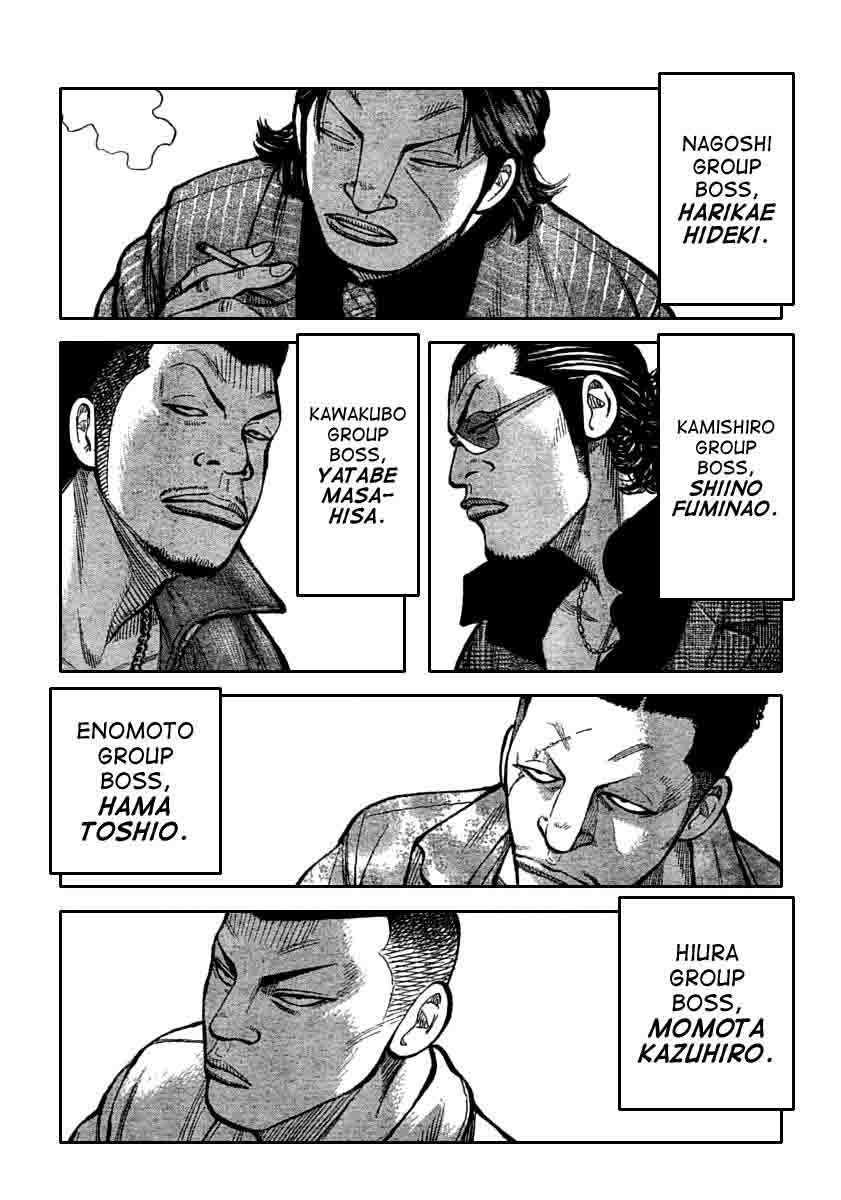 NAGOSHI
GROUP
BOSS,
HARIKAE
HIDEKI.
KAMISHIRO
GROUP
BOSS,
SHIINO
FUMINAO.
KAWAKUBO
GROUP
BOSS,
YATABE
MASA-
HISA.
ENOMOTO
GROUP
BOSS,
HAMA
TOSHIO.
HIURA
GROUP
BOSS,
MOMOTA
KAZUHIRO.